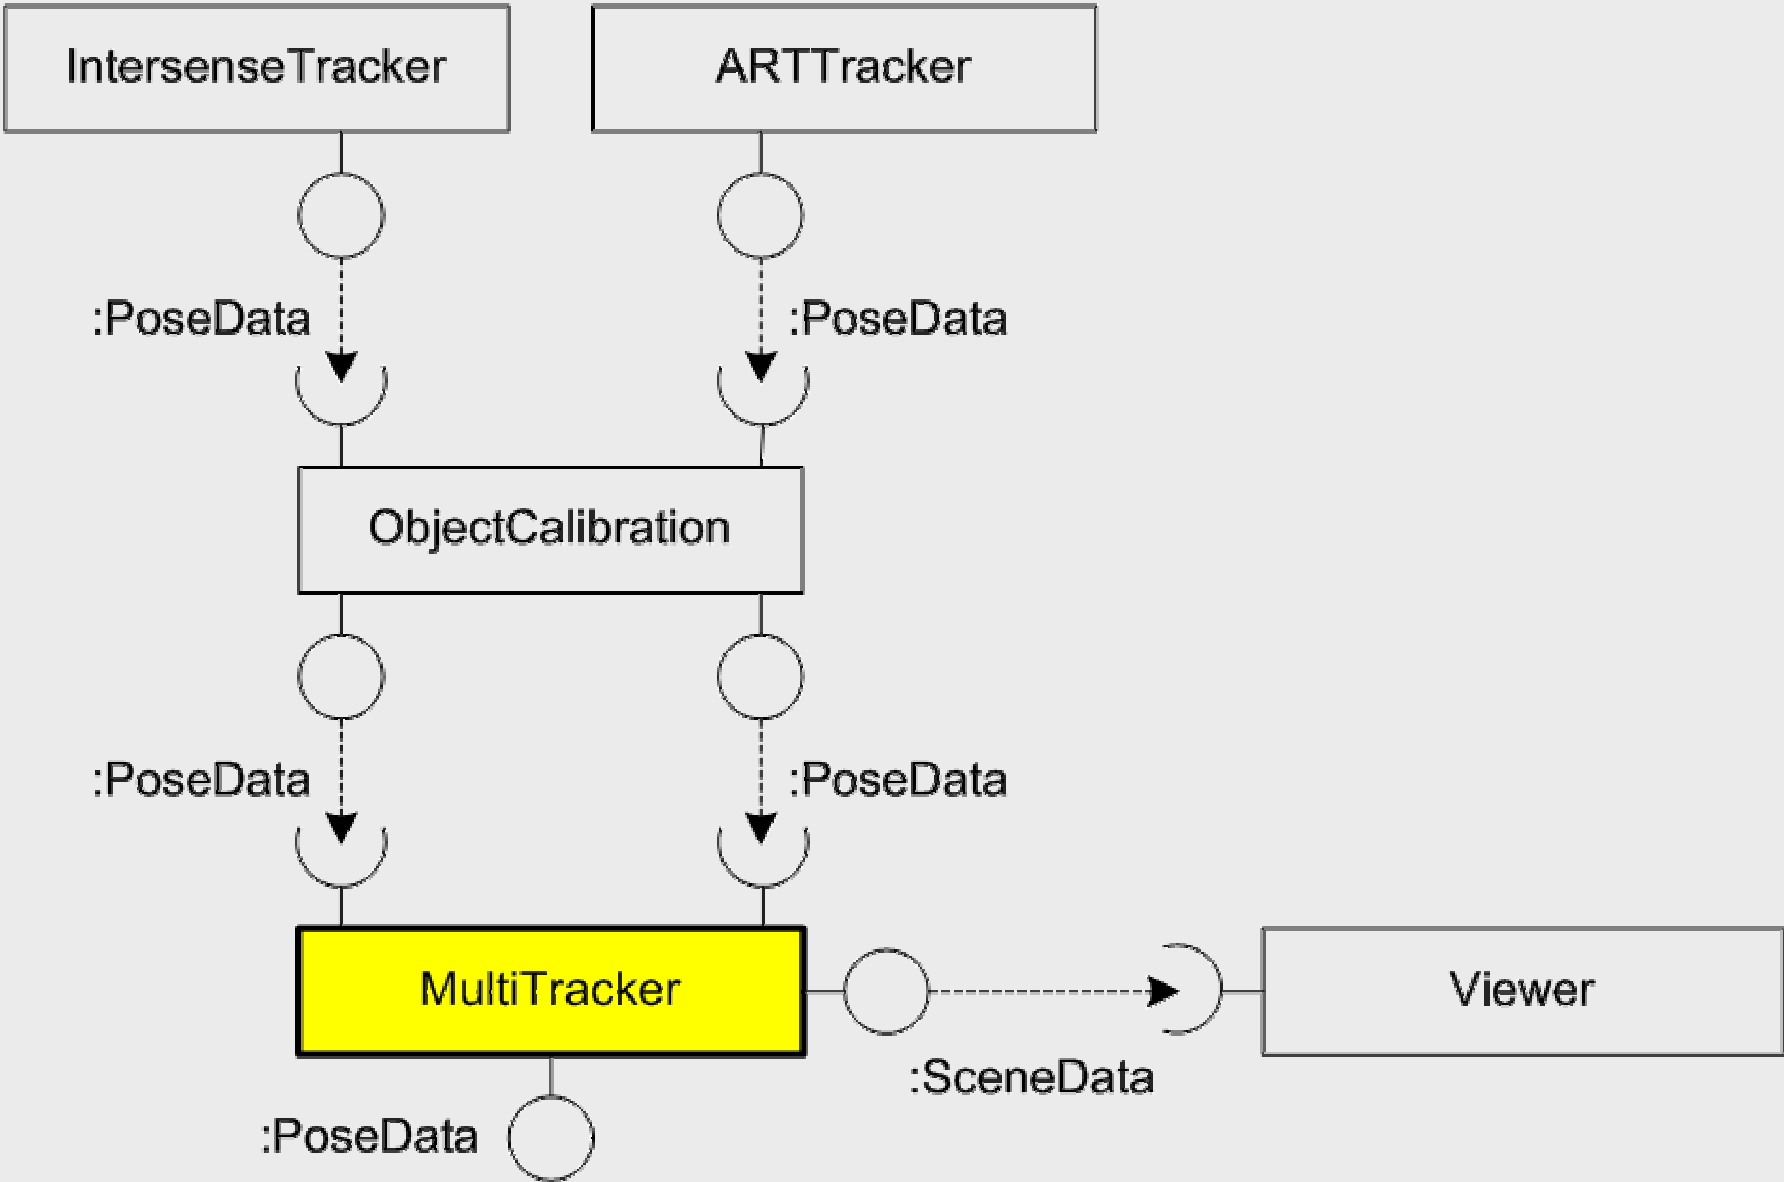 IntersenseTracker
ARTTracker
:PoseData
:PoseData
ObjectCalibration
:PoseData
:PoseData
MultiTracker
Viewer
:SceneData
:PoseData